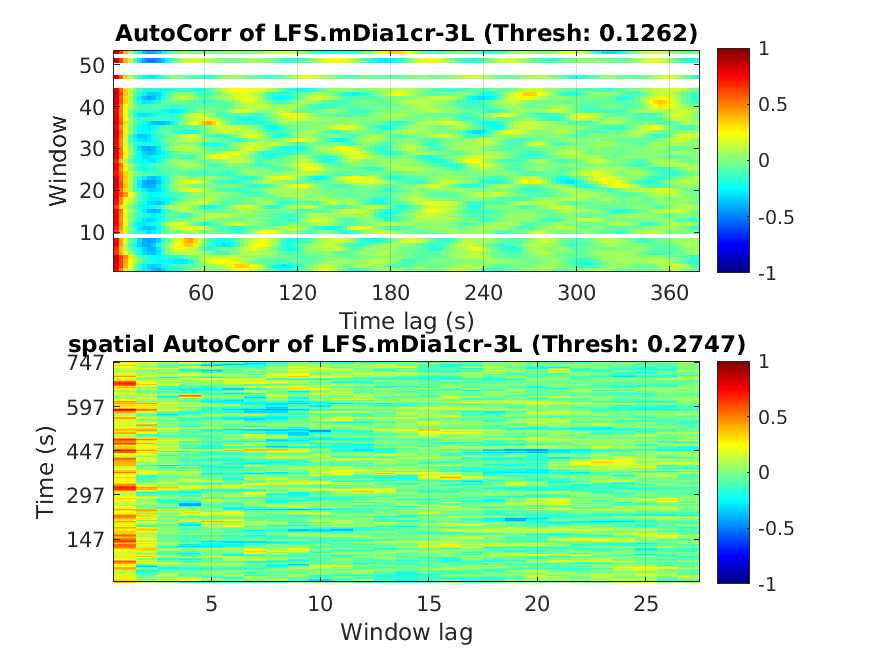 AutoCorr of LFS.mDia1cr-3L (Thresh: 0.1262)
50
40
30
20
10
Window
60 120 180 240 300 360
Time lag (s)
1
0.5
0
-0.5
-1
spatial AutoCorr of LFS.mDia1cr-3L (Thresh: 0.2747)
747
597
447
297
147
Time (s)
5 10 15 20 25
Window lag
1
0.5
0
-0.5
-1